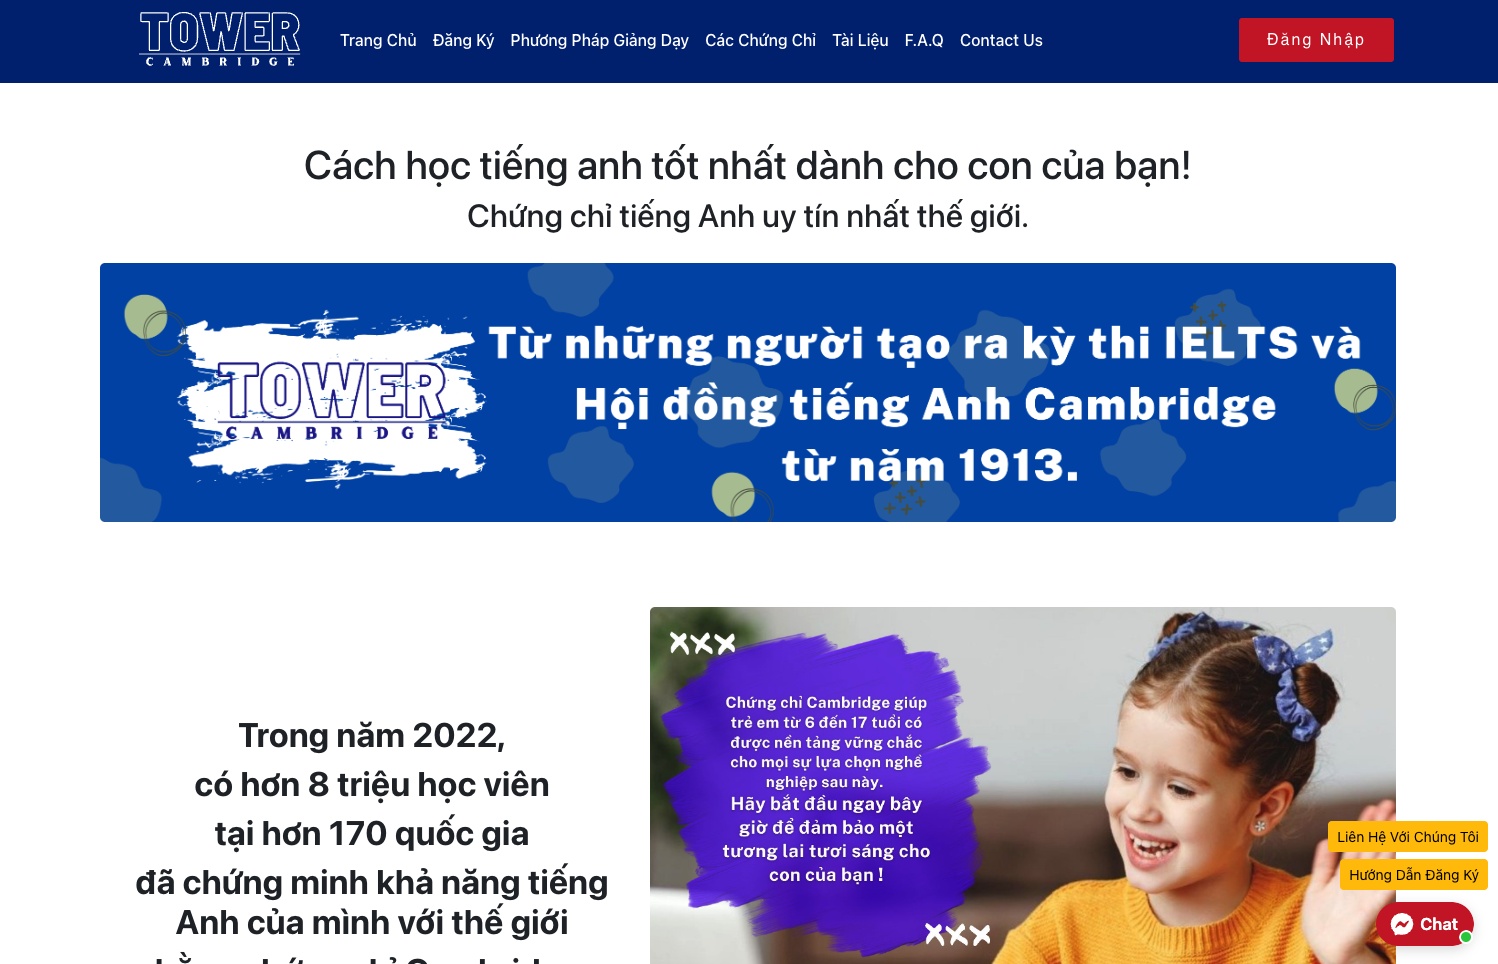 TOWER
CAMBRIDGE
Trang Chủ Đăng Ký Phương Pháp Giảng Dạy Các Chứng Chỉ Tài Liệu F.A.Q Contact Us
Đăng Nhập
Cách học tiếng anh tốt nhất dành cho con của bạn!
Chứng chỉ tiếng Anh uy tín nhất thế giới.
TOWER
CAMBRIDGE
Từ những người tạo ra kỳ thi IELTS và
Hội đồng tiếng Anh Cambridge
từ năm 1913.
Trong năm 2022,
có hơn 8 triệu học viên
tại hơn 170 quốc gia
đã chứng minh khả năng tiếng
Anh của mình với thế giới
Chứng chỉ Cambridge giúp
trẻ em từ 6 đến 17 tuổi có
được nền tảng vững chắc
cho mọi sự lựa chọn nghề
nghiệp sau này.
Hãy bắt đầu ngay bây
giờ để đảm bảo một
tương lai tươi sáng cho
con của bạn !
Liên Hệ Với Chúng Tôi
Hướng Dẫn Đăng Ký
Chat